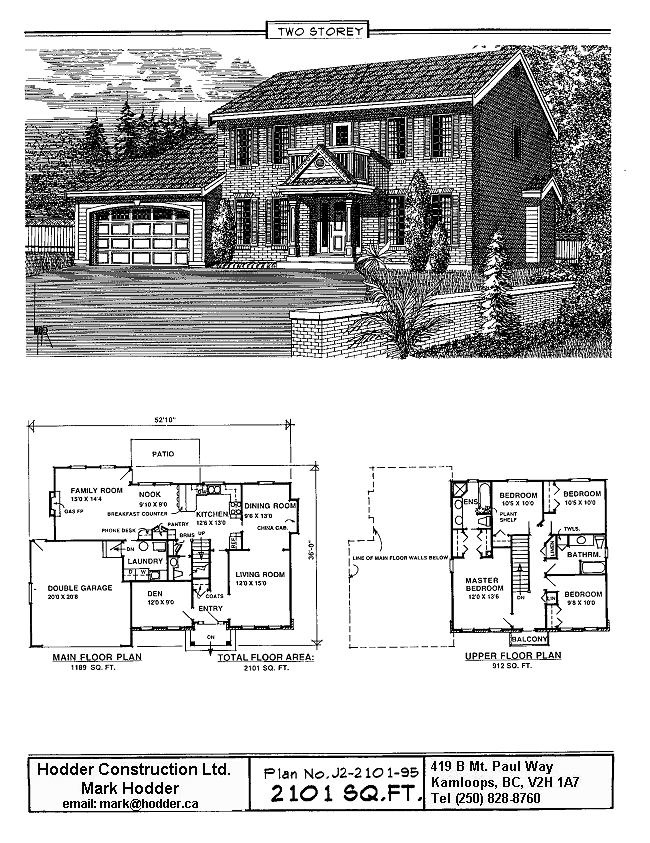 TWO STOREY
52'10"
PATIO
FAMILY ROOM
15'0 X 14'4
GAS FP
NOOK
9'10 X 8'0
BREAKFAST COUNTER
PHONE DESK
PANTRY
BRMS
UP
KITCHEN
12'6 X 13'0
DW
REF
DINING ROOM
9'6 X 13'0
CHINA CAB.
36'-0"
DN
LAUNDRY
D W
DOUBLE GARAGE
20'0 X 20'8
DEN
12'0 X 9'0
COATS
ENTRY
LIVING ROOM
12'0 X 15'0
DN
MAIN FLOOR PLAN
1189 SQ. FT.
TOTAL FLOOR AREA:
2101 SQ. FT.
LINE OF MAIN FLOOR WALLS BELOW
ENS
BEDROOM
10'5 X 10'0
PLANT
SHELF
BEDROOM
10'5 X 10'0
TWLS.
BATHRM.
MASTER
BEDROOM
12'0 X 13'6
DN
LIN
BEDROOM
9'8 X 10'0
BALCONY
UPPER FLOOR PLAN
912 SQ. FT.
Hodder Construction Ltd.
Mark Hodder
email: mark@hodder.ca
Plan No. J2-2101-95
2101 SQ.FT.
419 B Mt. Paul Way
Kamloops, BC, V2H 1A7
Tel (250) 828-8760